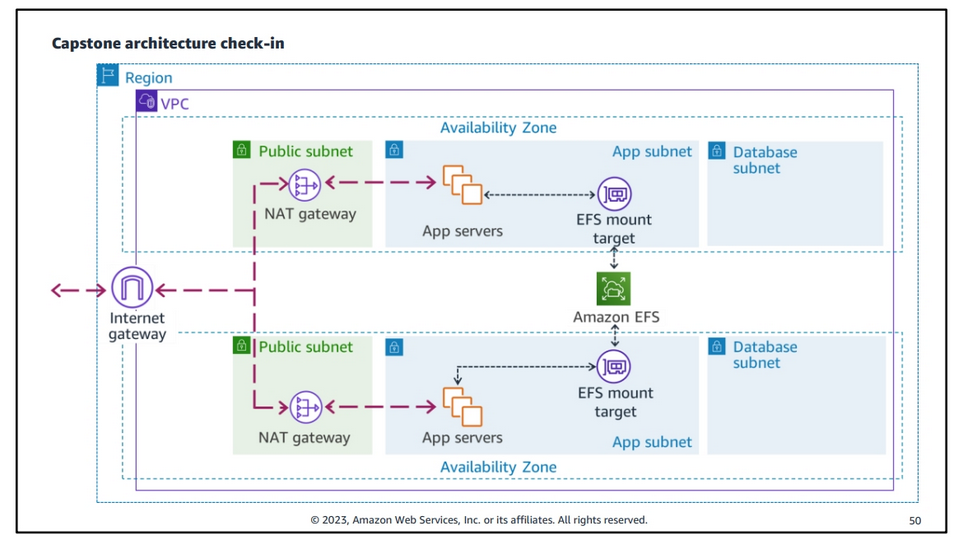 Capstone architecture check-in
Region
VPC
Availability Zone
Public subnet
App subnet
Database
subnet
NAT gateway
App servers
EFS mount
target
Internet
gateway
Amazon EFS
Public subnet
Database
subnet
EFS mount
target
NAT gateway
App servers
App subnet
Availability Zone
© 2023, Amazon Web Services, Inc. or its affiliates. All rights reserved.
50